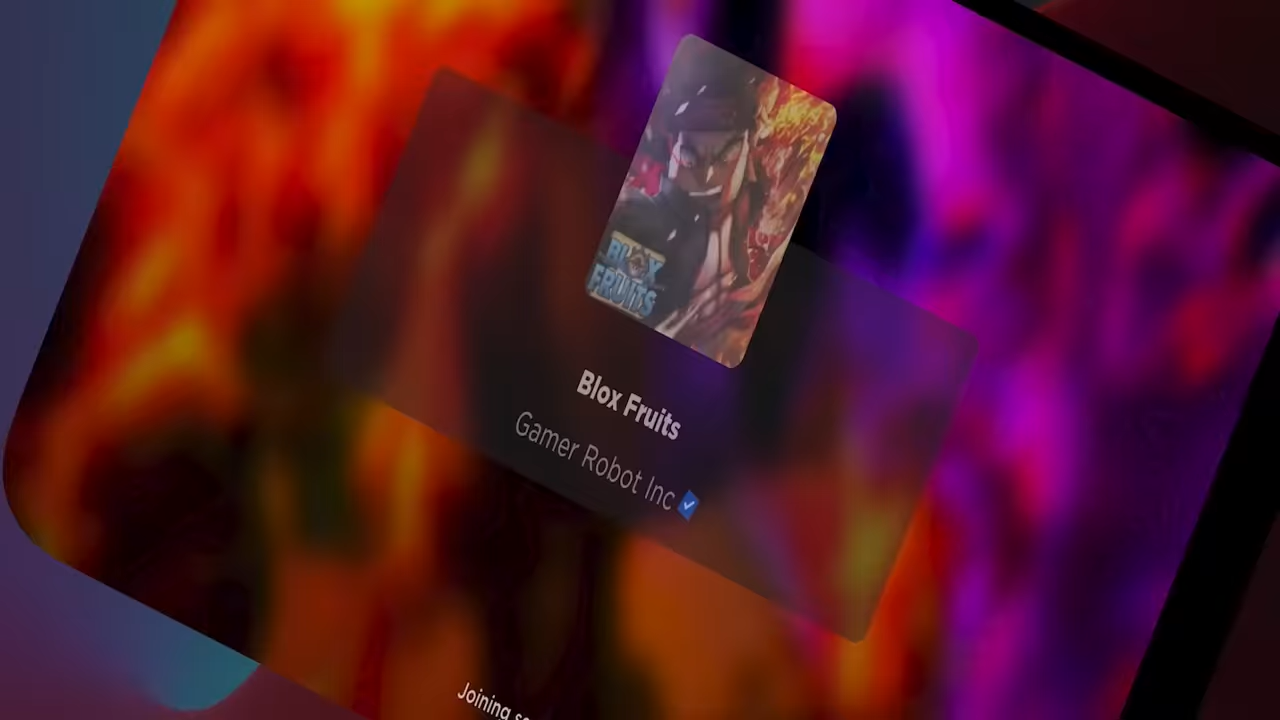 BLOX
FRUITS
Blox Fruits
Gamer Robot Inc
Joining